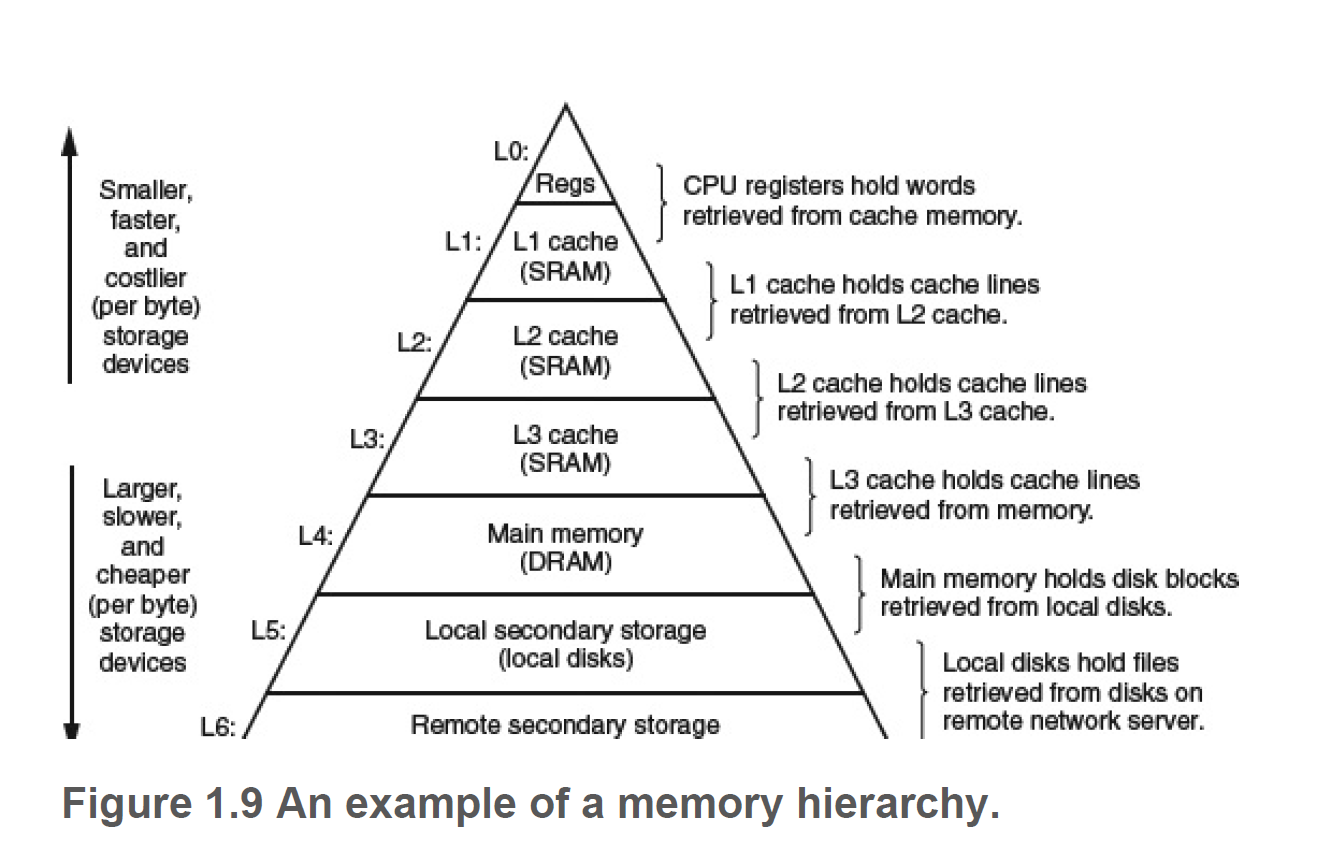 Smaller,
faster,
and
costlier
(per byte)
storage
devices
Larger,
slower,
and
cheaper
(per byte)
storage
devices
L0:
Regs
L1:
L1 cache
(SRAM)
L2:
L2 cache
(SRAM)
L3:
L3 cache
(SRAM)
L4:
Main memory
(DRAM)
L5:
Local secondary storage
(local disks)
L6:
Remote secondary storage
CPU registers hold words
retrieved from cache memory.
L1 cache holds cache lines
retrieved from L2 cache.
L2 cache holds cache lines
retrieved from L3 cache.
L3 cache holds cache lines
retrieved from memory.
Main memory holds disk blocks
retrieved from local disks.
Local disks hold files
retrieved from disks on
remote network server.
Figure 1.9 An example of a memory hierarchy.